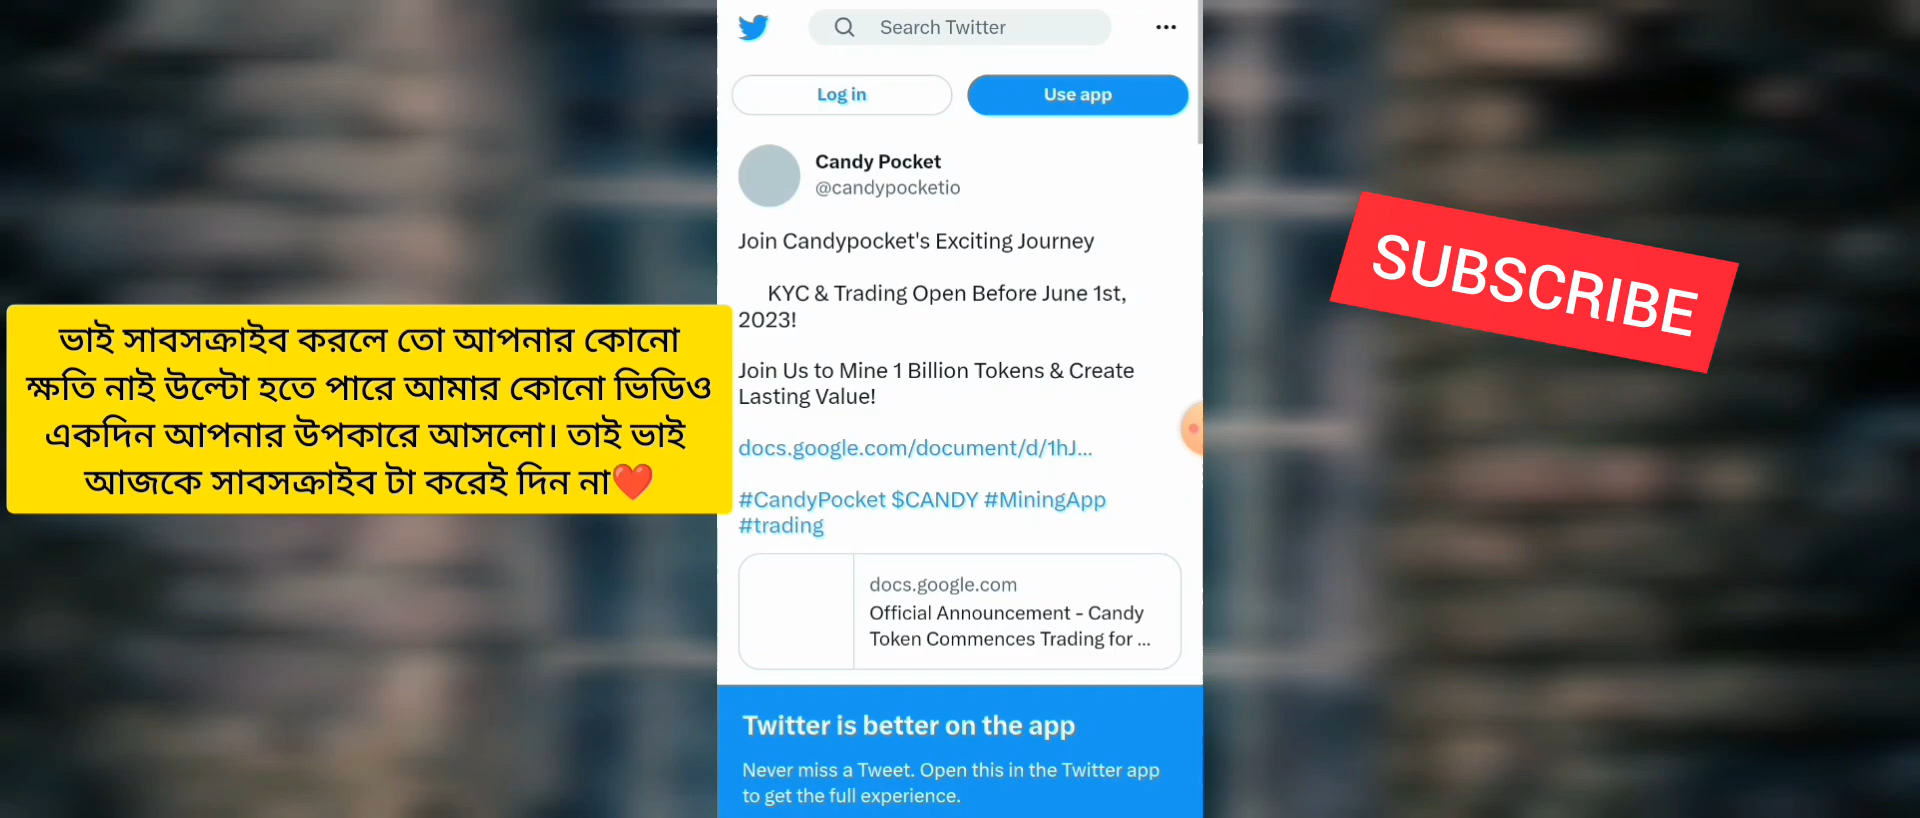 Search Twitter
Log in
Use app
Candy Pocket
@candypocketio
Join Candypocket's Exciting Journey
KYC & Trading Open Before June 1st,
2023!
Join Us to Mine 1 Billion Tokens & Create
Lasting Value!
docs.google.com/document/d/1hJ...
#CandyPocket $CANDY #MiningApp
#trading
docs.google.com
Official Announcement - Candy
Token Commences Trading for ...
Twitter is better on the app
Never miss a Tweet. Open this in the Twitter app
to get the full experience.
ভাই সাবসক্রাইব করলে তো আপনার কোনো
ক্ষতি নাই উল্টো হতে পারে আমার কোনো ভিডিও
একদিন আপনার উপকারে আসলো। তাই ভাই
আজকে সাবসক্রাইব টা করেই দিন না❤️
SUBSCRIBE